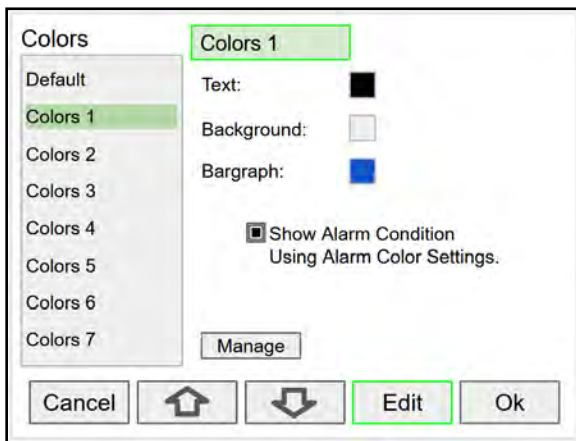 Colors
Default
Colors 1
Colors 2
Colors 3
Colors 4
Colors 5
Colors 6
Colors 7
Colors 1
Text:
Background:
Bargraph:
Show Alarm Condition
Using Alarm Color Settings.
Manage
Cancel
Edit
Ok